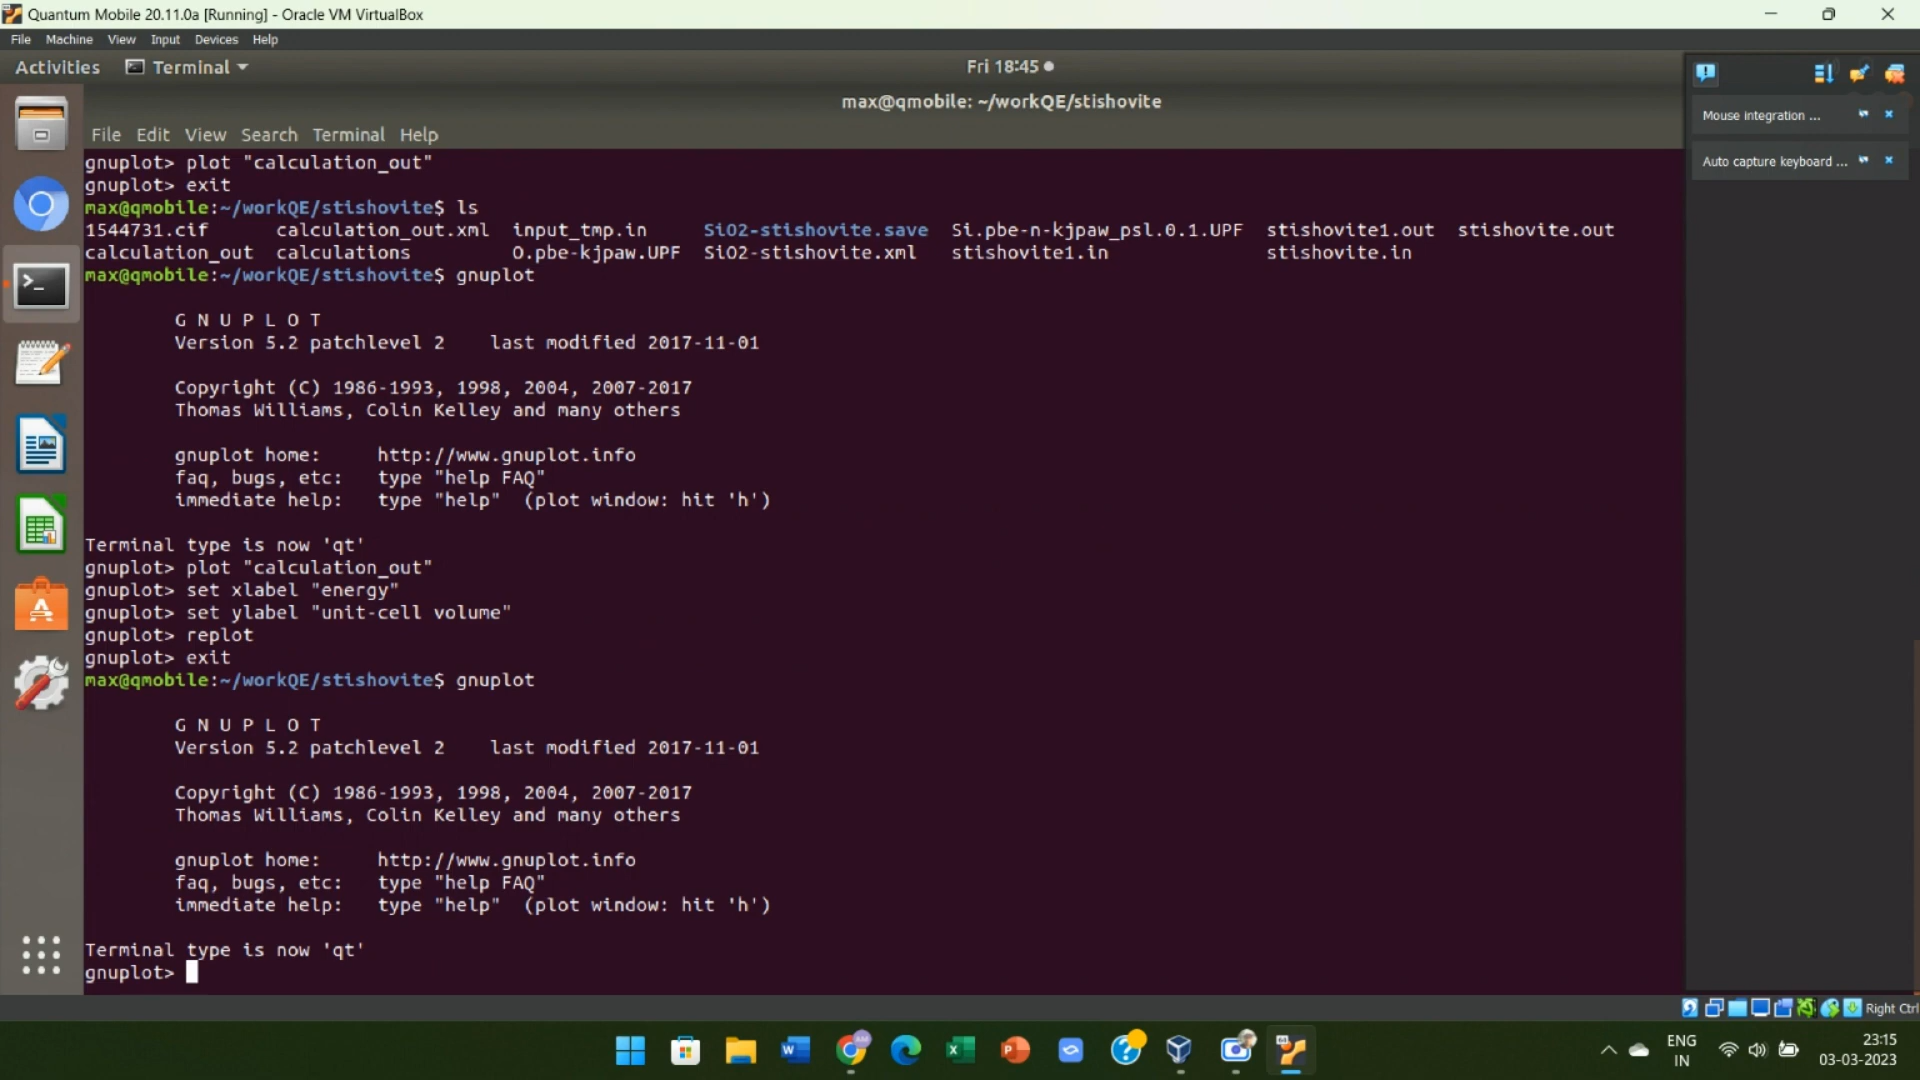 Quantum Mobile 20.11.0a [Running] - Oracle VM VirtualBox
File Machine View Input Devices Help
Activities Terminal Fri 18:45
max@qmobile: ~/workQE/stishovite
File Edit View Search Terminal Help
gnuplot> plot "calculation_out"
gnuplot> exit
max@qmobile:~/workQE/stishovite$ ls
1544731.cif calculation_out.xml input_tmp.in SiO2-stishovite.save Si.pbe-n-kjpaw_psl.0.1.UPF stishovite1.out stishovite.out
calculation_out calculations O.pbe-kjpaw.UPF SiO2-stishovite.xml stishovite1.in stishovite.in
max@qmobile:~/workQE/stishovite$ gnuplot
G N U P L O T
Version 5.2 patchlevel 2 last modified 2017-11-01
Copyright (C) 1986-1993, 1998, 2004, 2007-2017
Thomas Williams, Colin Kelley and many others
gnuplot home: http://www.gnuplot.info
faq, bugs, etc: type "help FAQ"
immediate help: type "help" (plot window: hit 'h')
Terminal type is now 'qt'
gnuplot> plot "calculation_out"
gnuplot> set xlabel "energy"
gnuplot> set ylabel "unit-cell volume"
gnuplot> replot
gnuplot> exit
max@qmobile:~/workQE/stishovite$ gnuplot
G N U P L O T
Version 5.2 patchlevel 2 last modified 2017-11-01
Copyright (C) 1986-1993, 1998, 2004, 2007-2017
Thomas Williams, Colin Kelley and many others
gnuplot home: http://www.gnuplot.info
faq, bugs, etc: type "help FAQ"
immediate help: type "help" (plot window: hit 'h')
Terminal type is now 'qt'
gnuplot>
Mouse integration ...
Auto capture keyboard ...
Right Ctrl
ENG
IN
23:15
03-03-2023